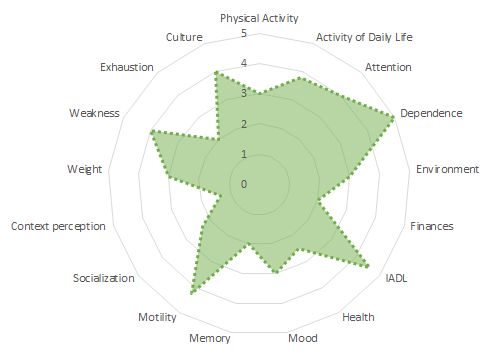 Physical Activity
Culture
Activity of Daily Life
Exhaustion
Attention
Weakness
Dependence
Weight
Environment
Context perception
Finances
Socialization
IADL
Motility
Health
Memory
Mood
5
4
3
2
1
0